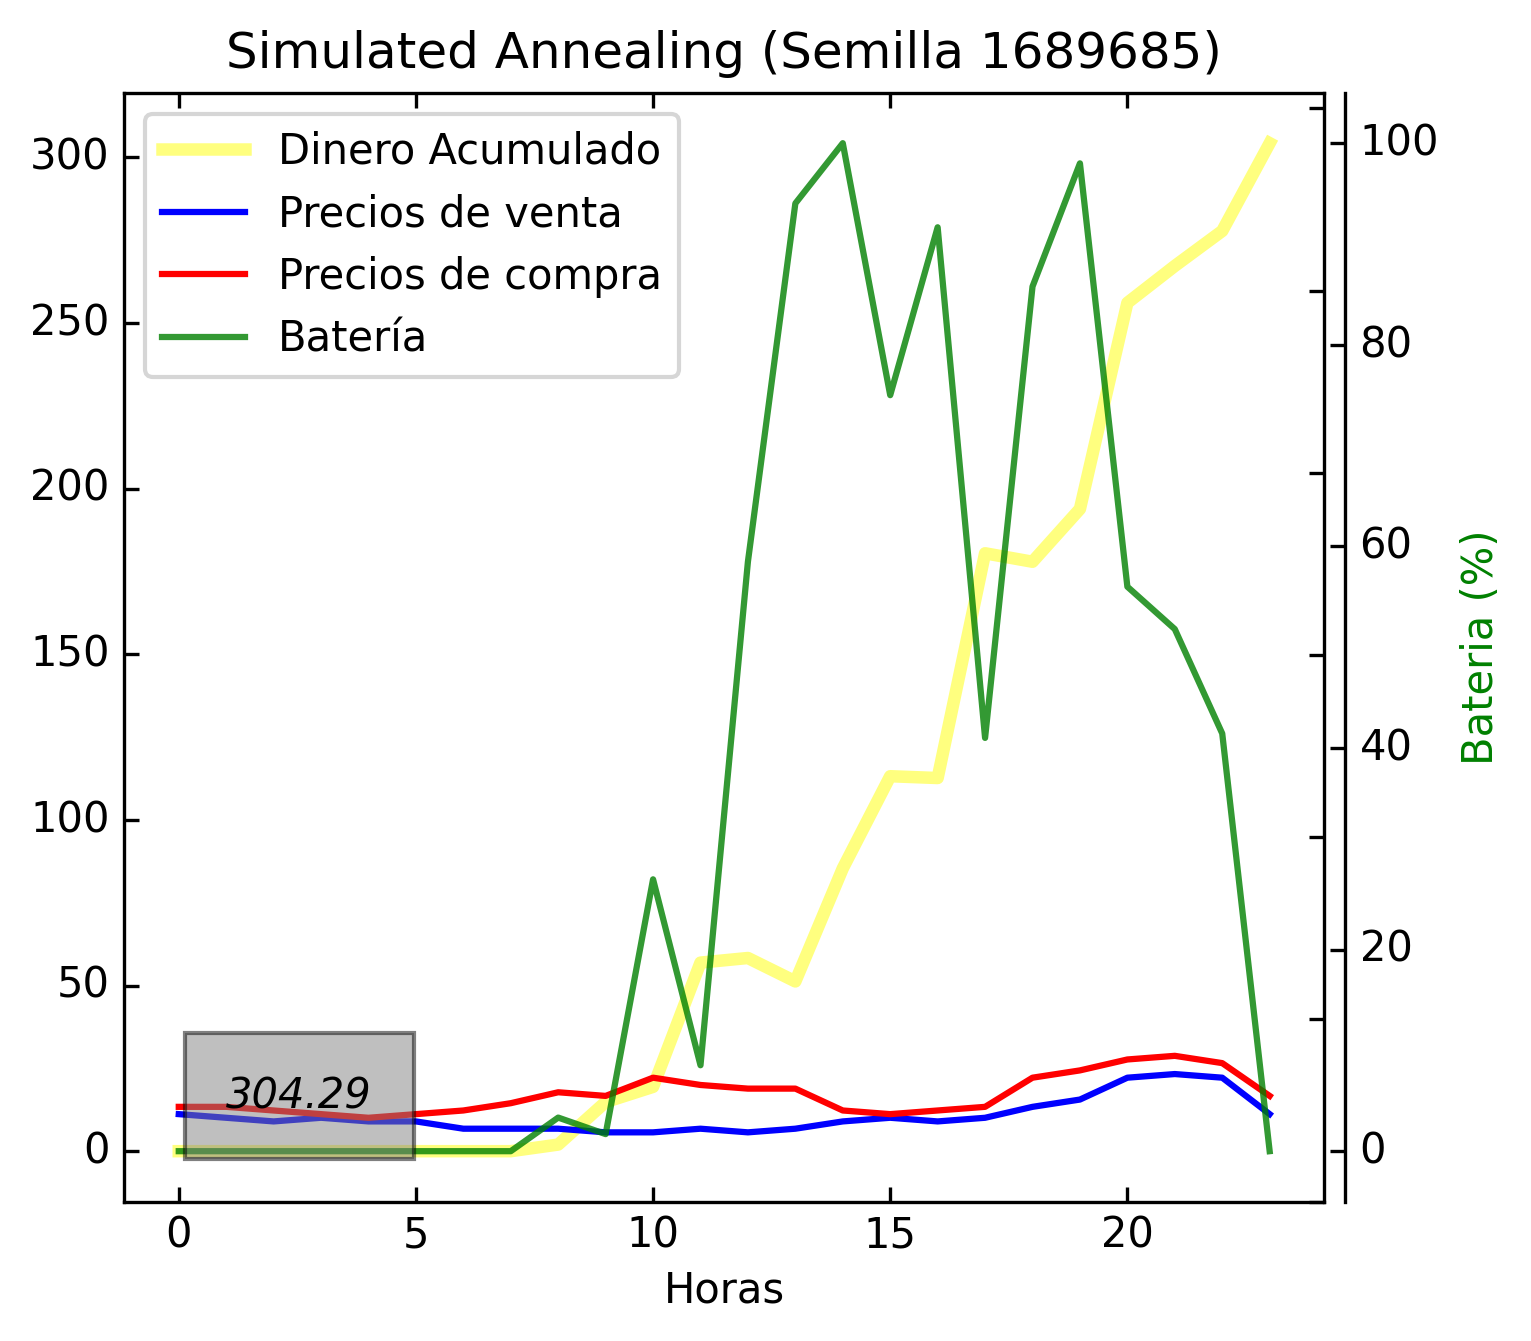 Simulated Annealing (Semilla 1689685)
Dinero Acumulado
Precios de venta
Precios de compra
Batería
300
250
200
150
100
50
0
304.29
100
80
60
40
20
0
Bateria (%)
0 5 10 15 20
Horas